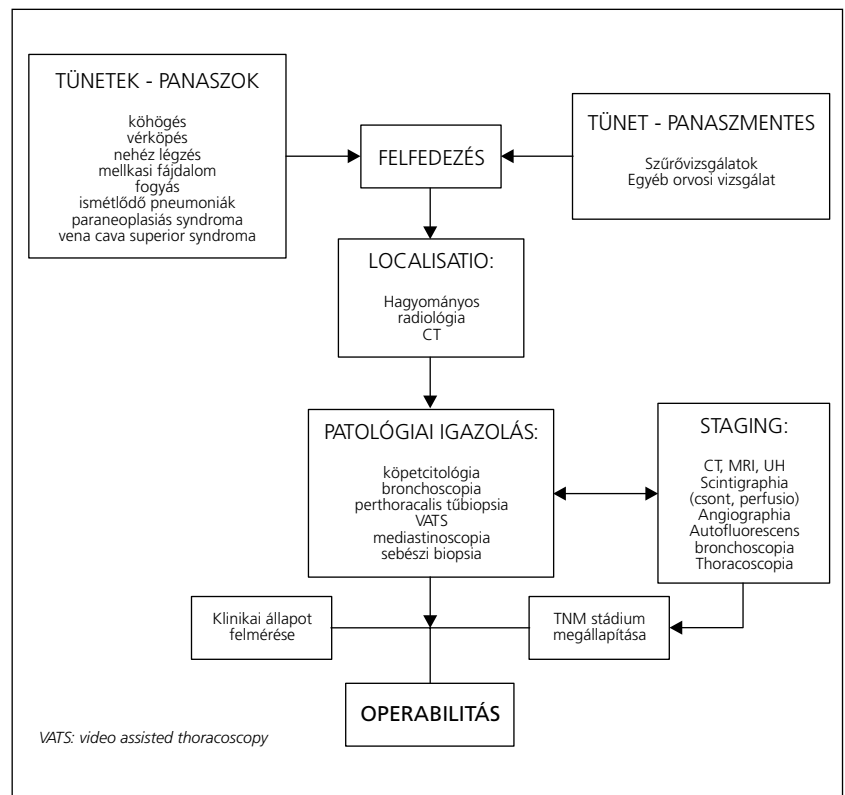 TÜNETEK - PANASZOK
köhögés
vérköpés
nehéz légzés
mellkasi fájdalom
fogyás
ismétlődő pneumoniák
paraneoplasiás syndroma
vena cava superior syndroma
FELFEDEZÉS
TÜNET - PANASZMENTES
Szűrővizsgálatok
Egyéb orvosi vizsgálat
LOCALISATIO:
Hagyományos
radiológia
CT
PATOLÓGIAI IGAZOLÁS:
köpetcitológia
bronchoscopia
perthoracalis tűbiopsia
VATS
mediastinoscopia
sebészi biopsia
STAGING:
CT, MRI, UH
Scintigraphia
(csont, perfusio)
Angiographia
Autofluorescens
bronchoscopia
Thoracoscopia
Klinikai állapot
felmérése
TNM stádium
megállapítása
OPERABILITÁS
VATS: video assisted thoracoscopy